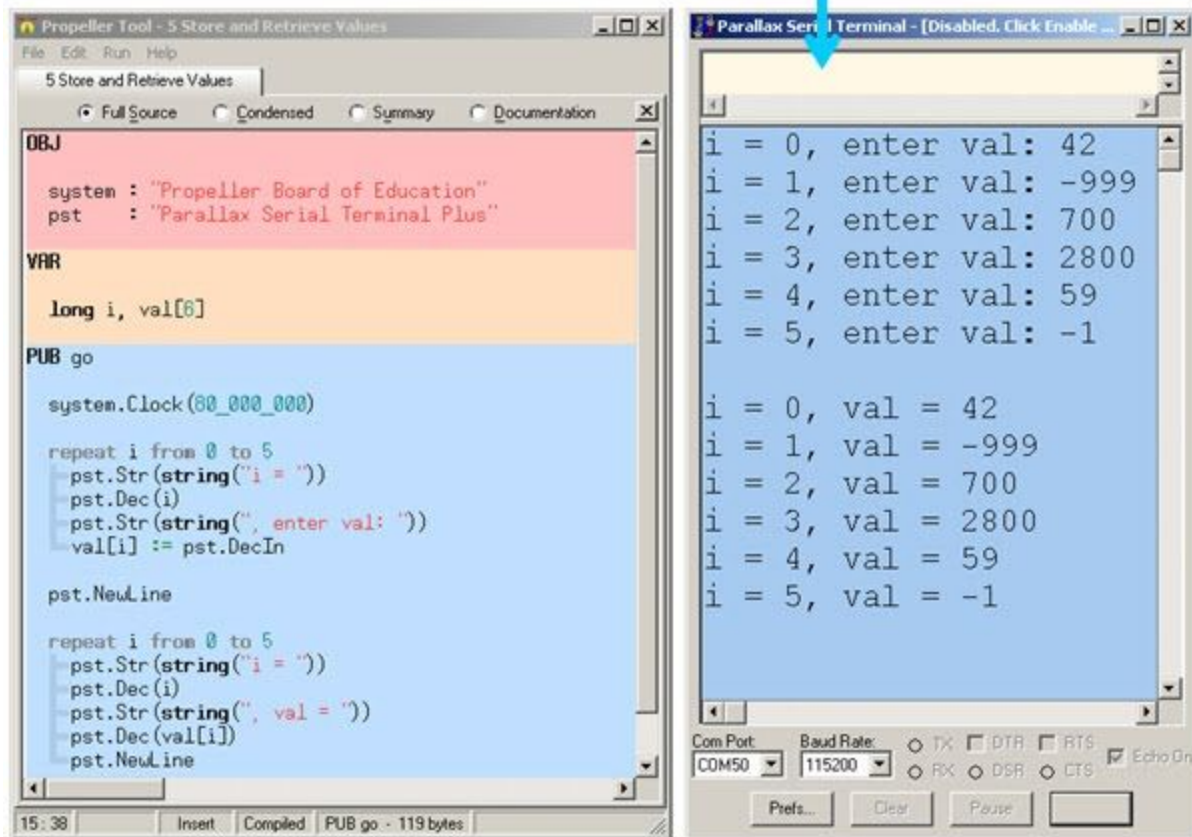 Propeller Tool - 5 Store and Retrieve Values
File Edit Run Help
5 Store and Retrieve Values
Full Source Condensed Summary Documentation
OBJ
system : "Propeller Board of Education"
pst : "Parallax Serial Terminal Plus"
VAR
long i, val[6]
PUB go
system.Clock(80_000_000)
repeat i from 0 to 5
pst.Str(string("i = "))
pst.Dec(i)
pst.Str(string(", enter val: "))
val[i] := pst.DecIn
pst.NewLine
repeat i from 0 to 5
pst.Str(string("i = "))
pst.Dec(i)
pst.Str(string(", val = "))
pst.Dec(val[i])
pst.NewLine
15 : 38 Insert Compiled PUB go - 119 bytes
Parallax Serial Terminal - [Disabled. Click Enable ...
i = 0, enter val: 42
i = 1, enter val: -999
i = 2, enter val: 700
i = 3, enter val: 2800
i = 4, enter val: 59
i = 5, enter val: -1
i = 0, val = 42
i = 1, val = -999
i = 2, val = 700
i = 3, val = 2800
i = 4, val = 59
i = 5, val = -1
Com Port: Baud Rate: TX DTR RTS
COM50 115200 RX DSR CTS Echo On
Prefs... Clear Pause